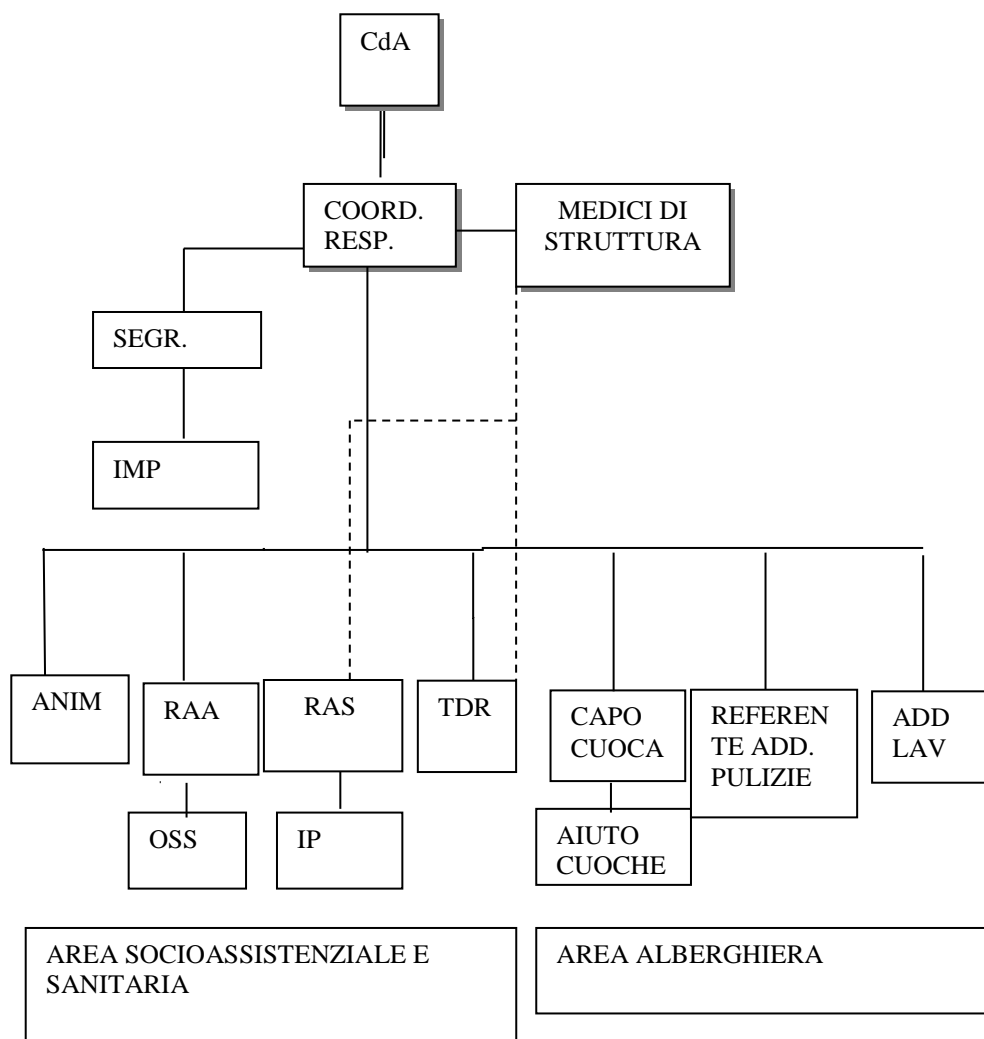 CdA
COORD.
RESP.
MEDICI DI
STRUTTURA
SEGR.
IMP
ANIM
RAA
RAS
TDR
CAPO
CUOCA
REFEREN
TE ADD.
PULIZIE
ADD
LAV
OSS
IP
AIUTO
CUOCHE
AREA SOCIOASSISTENZIALE E
SANITARIA
AREA ALBERGHIERA